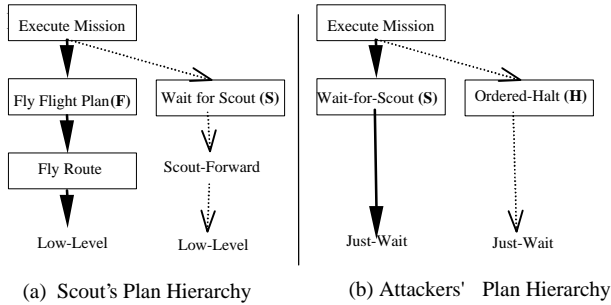 Execute Mission
Fly Flight Plan(F)
Wait for Scout (S)
Fly Route
Scout-Forward
Low-Level
Low-Level
(a) Scout's Plan Hierarchy
Execute Mission
Wait-for-Scout (S)
Ordered-Halt (H)
Just-Wait
Just-Wait
(b) Attackers' Plan Hierarchy